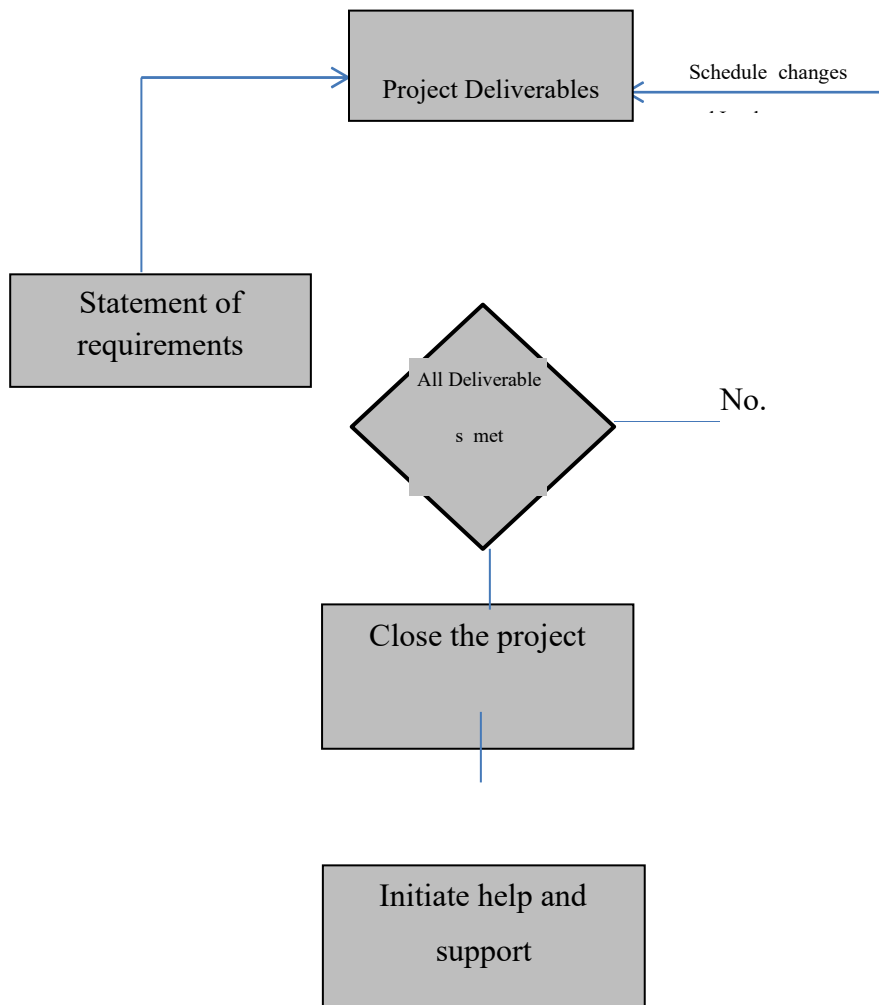 Project Deliverables
Schedule changes
Statement of
requirements
All Deliverable
s met
No.
Close the project
Initiate help and
support